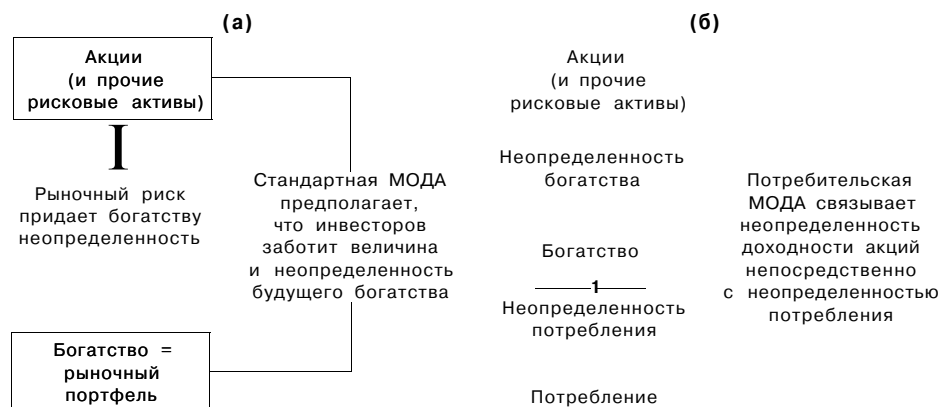 (а)
Акции
(и прочие
рисковые активы)
I
Рыночный риск
придает богатству
неопределенность
Стандартная МОДА
предполагает,
что инвесторов
заботит величина
и неопределенность
будущего богатства
Богатство =
рыночный
портфель
(б)
Акции
(и прочие
рисковые активы)
Неопределенность
богатства
Богатство
1
Неопределенность
потребления
Потребление
Потребительская
МОДА связывает
неопределенность
доходности акций
непосредственно
с неопределенностью
потребления